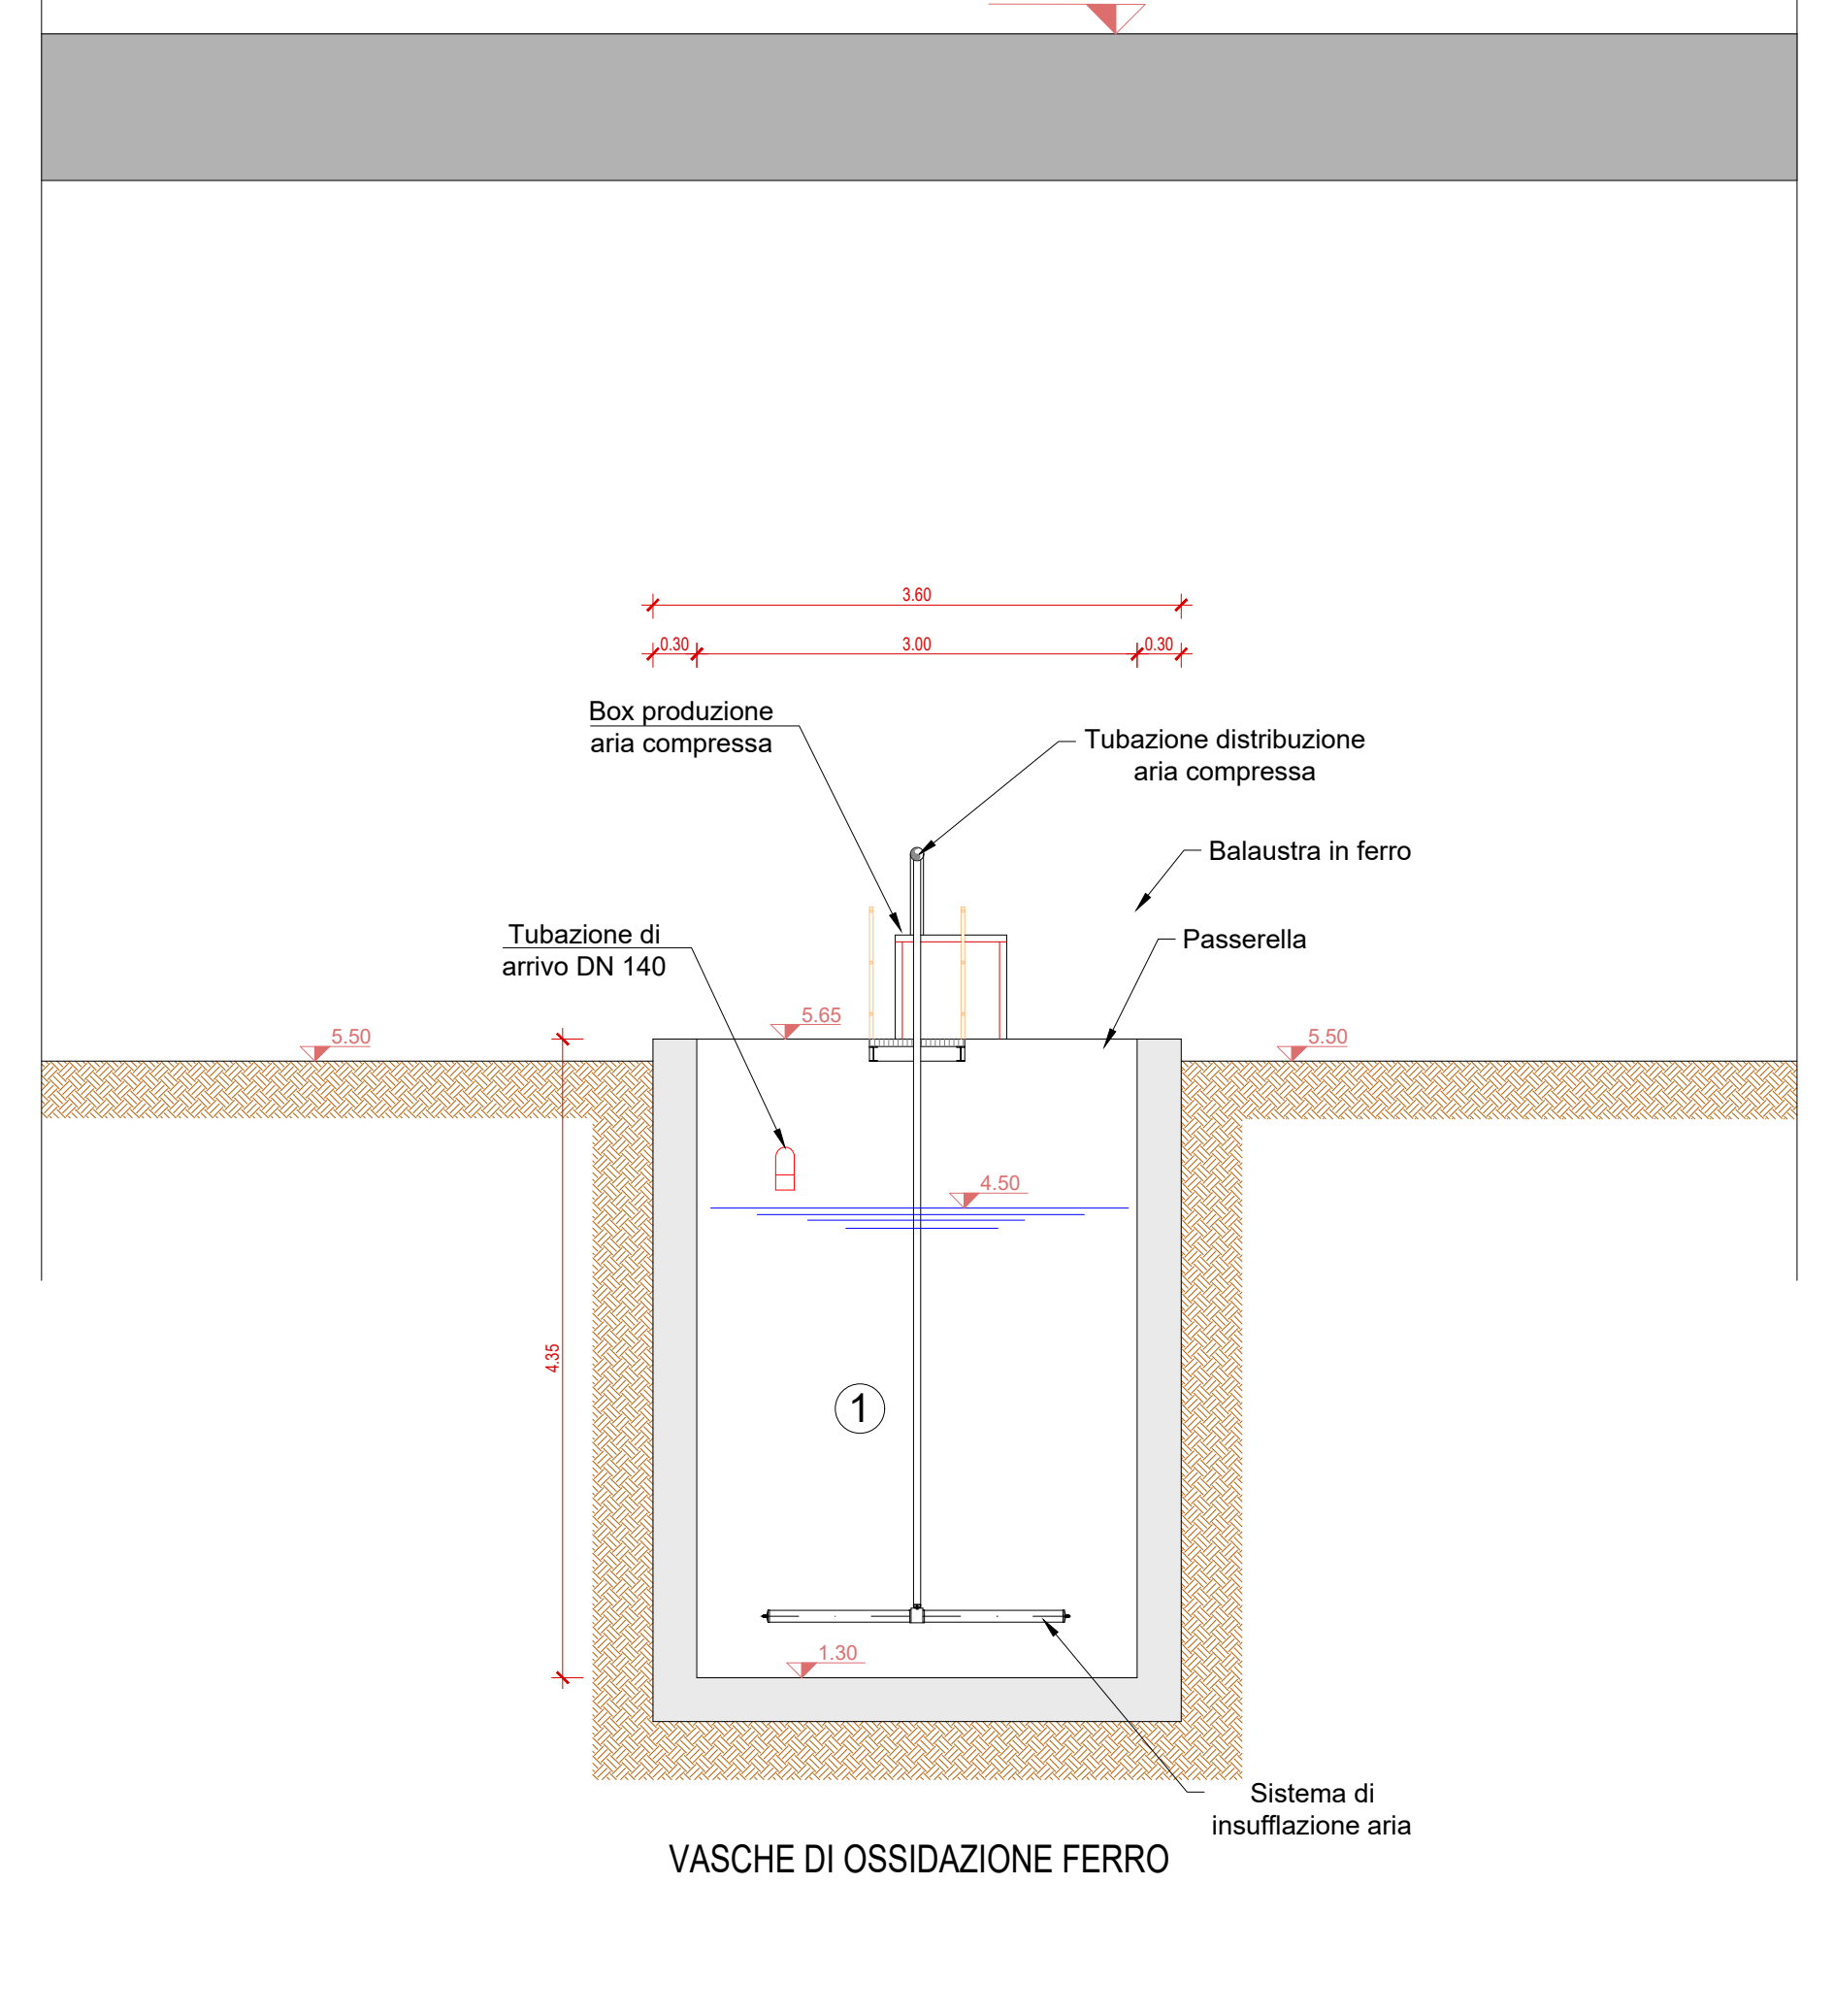 3.60
0.30
3.00
0.30
Box produzione
aria compressa
Tubazione distribuzione
aria compressa
Balaustra in ferro
Tubazione di
arrivo DN 140
Passerella
5.65
5.50
5.50
4.50
4.35
1
1.30
Sistema di
insufflazione aria
VASCHE DI OSSIDAZIONE FERRO